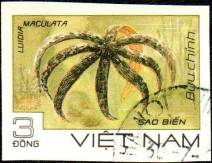 LUIDIA
MACULATA
Bưu chính
SAO BIỂN
3
ĐỒNG
VIỆT NAM